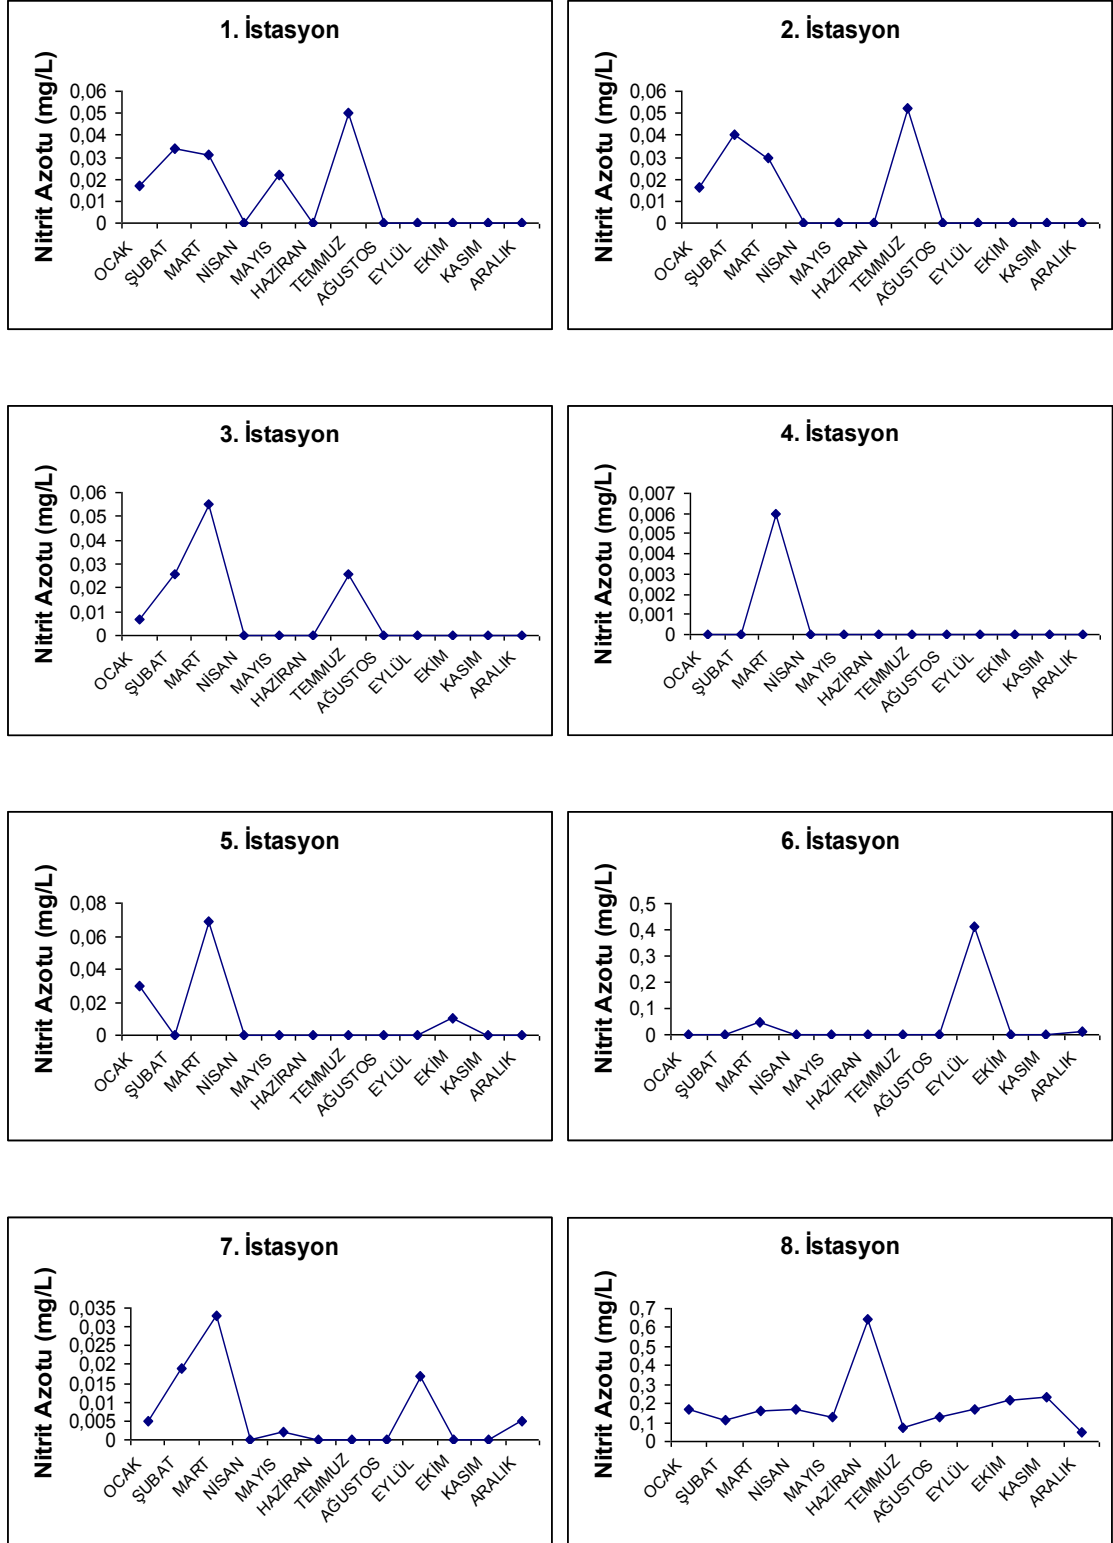 1. İstasyon
Nitrit Azotu (mg/L)
0,06
0,05
0,04
0,03
0,02
0,01
0
OCAK
ŞUBAT
MART
NİSAN
MAYIS
HAZİRAN
TEMMUZ
AĞUSTOS
EYLÜL
EKİM
KASIM
ARALIK
2. İstasyon
Nitrit Azotu (mg/L)
0,06
0,05
0,04
0,03
0,02
0,01
0
OCAK
ŞUBAT
MART
NİSAN
MAYIS
HAZİRAN
TEMMUZ
AĞUSTOS
EYLÜL
EKİM
KASIM
ARALIK
3. İstasyon
Nitrit Azotu (mg/L)
0,06
0,05
0,04
0,03
0,02
0,01
0
OCAK
ŞUBAT
MART
NİSAN
MAYIS
HAZİRAN
TEMMUZ
AĞUSTOS
EYLÜL
EKİM
KASIM
ARALIK
4. İstasyon
Nitrit Azotu (mg/L)
0,007
0,006
0,005
0,004
0,003
0,002
0,001
0
OCAK
ŞUBAT
MART
NİSAN
MAYIS
HAZİRAN
TEMMUZ
AĞUSTOS
EYLÜL
EKİM
KASIM
ARALIK
5. İstasyon
Nitrit Azotu (mg/L)
0,08
0,06
0,04
0,02
0
OCAK
ŞUBAT
MART
NİSAN
MAYIS
HAZİRAN
TEMMUZ
AĞUSTOS
EYLÜL
EKİM
KASIM
ARALIK
6. İstasyon
Nitrit Azotu (mg/L)
0,5
0,4
0,3
0,2
0,1
0
OCAK
ŞUBAT
MART
NİSAN
MAYIS
HAZİRAN
TEMMUZ
AĞUSTOS
EYLÜL
EKİM
KASIM
ARALIK
7. İstasyon
Nitrit Azotu (mg/L)
0,035
0,03
0,025
0,02
0,015
0,01
0,005
0
OCAK
ŞUBAT
MART
NİSAN
MAYIS
HAZİRAN
TEMMUZ
AĞUSTOS
EYLÜL
EKİM
KASIM
ARALIK
8. İstasyon
Nitrit Azotu (mg/L)
0,7
0,6
0,5
0,4
0,3
0,2
0,1
0
OCAK
ŞUBAT
MART
NİSAN
MAYIS
HAZİRAN
TEMMUZ
AĞUSTOS
EYLÜL
EKİM
KASIM
ARALIK